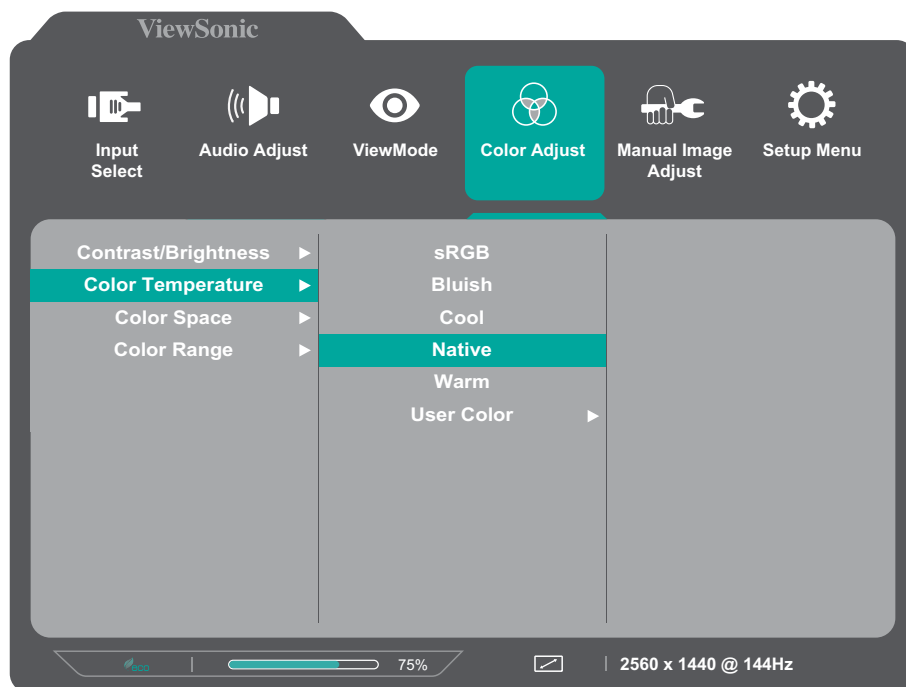 ViewSonic
Input
Select
Audio Adjust
ViewMode
Color Adjust
Manual Image
Adjust
Setup Menu
Contrast/Brightness
Color Temperature
Color Space
Color Range
sRGB
Bluish
Cool
Native
Warm
User Color
eco
75%
2560 x 1440 @ 144Hz